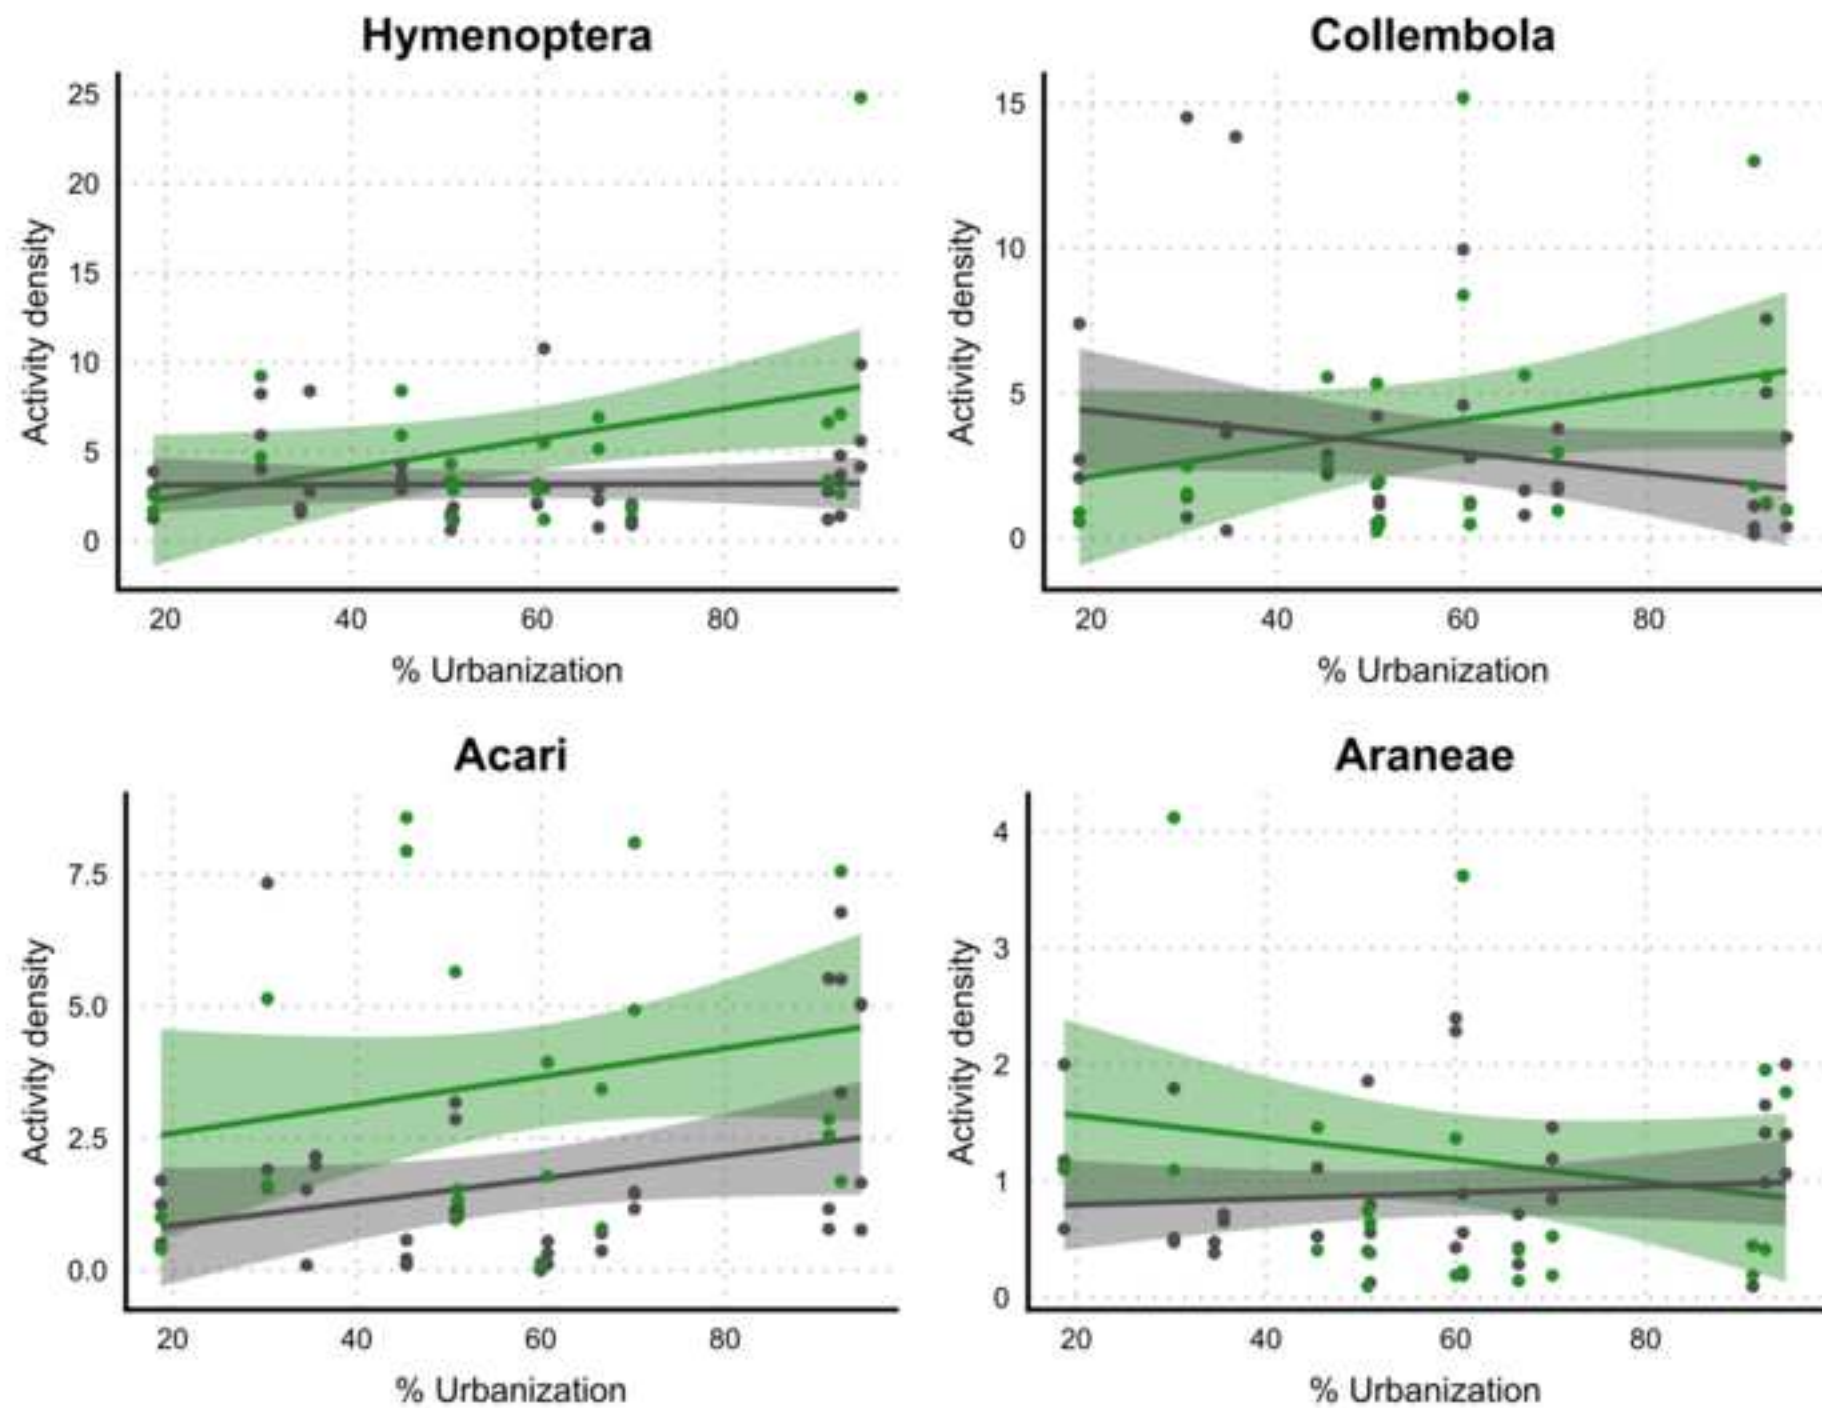 Hymenoptera
Activity density
25
20
15
10
5
0
20 40 60 80
% Urbanization
Collembola
Activity density
15
10
5
0
20 40 60 80
% Urbanization
Acari
Activity density
7.5
5.0
2.5
0.0
20 40 60 80
% Urbanization
Araneae
Activity density
4
3
2
1
0
20 40 60 80
% Urbanization